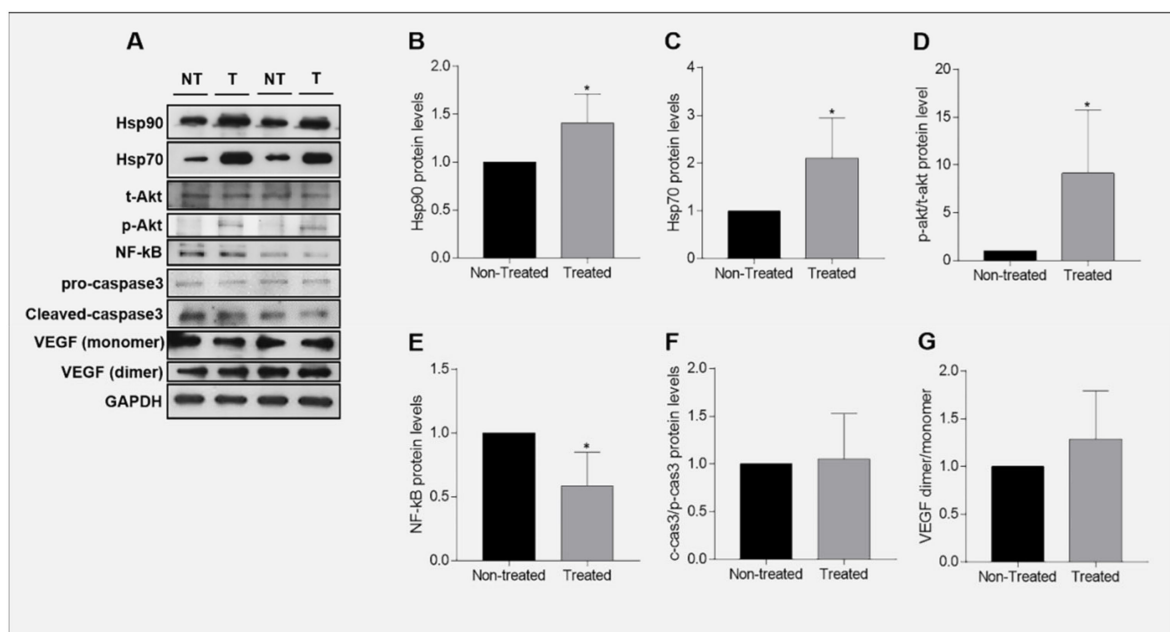 A
NT T NT T
Hsp90
Hsp70
t-Akt
p-Akt
NF-kB
pro-caspase3
Cleaved-caspase3
VEGF (monomer)
VEGF (dimer)
GAPDH
B
Hsp90 protein levels
2.0
1.5
1.0
0.5
0.0
*
Non-Treated Treated
C
Hsp70 protein levels
4
3
2
1
0
*
Non-Treated Treated
D
p-akt/t-akt protein level
20
15
10
5
0
*
Non-treated Treated
E
NF-kB protein levels
1.5
1.0
0.5
0.0
*
Non-treated Treated
F
c-cas3/p-cas3 protein levels
2.0
1.5
1.0
0.5
0.0
Non-treated Treated
G
VEGF dimer/monomer
2.0
1.5
1.0
0.5
0.0
Non-Treated Treated